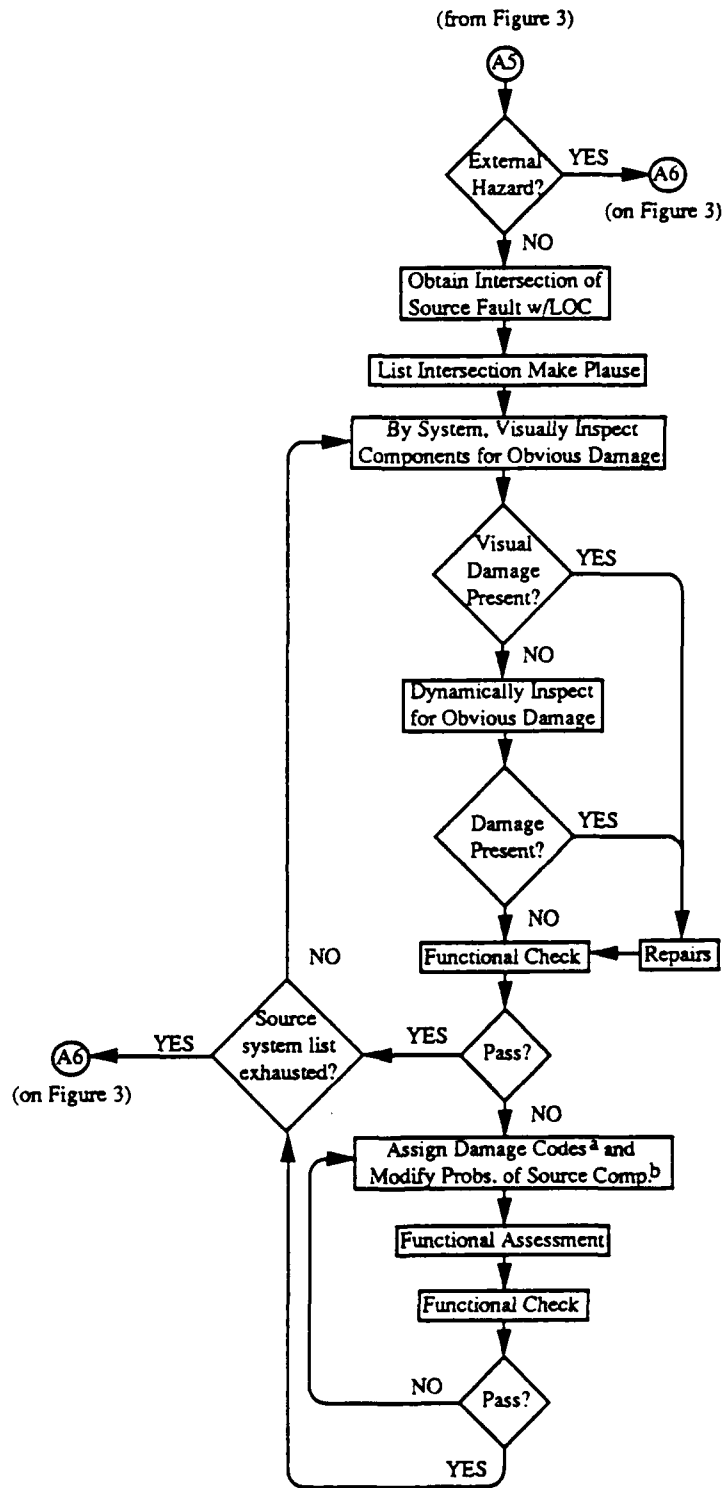 (from Figure 3)
A5
External
Hazard?
YES
A6
(on Figure 3)
NO
Obtain Intersection of
Source Fault w/LOC
List Intersection Make Plause
By System, Visually Inspect
Components for Obvious Damage
Visual
Damage
Present?
YES
NO
Dynamically Inspect
for Obvious Damage
Damage
Present?
YES
NO
Functional Check
Repairs
NO
Source
system list
exhausted?
YES
A6
(on Figure 3)
YES
Pass?
NO
Assign Damage Codes a and
Modify Probs. of Source Comp. b
Functional Assessment
Functional Check
NO
Pass?
YES